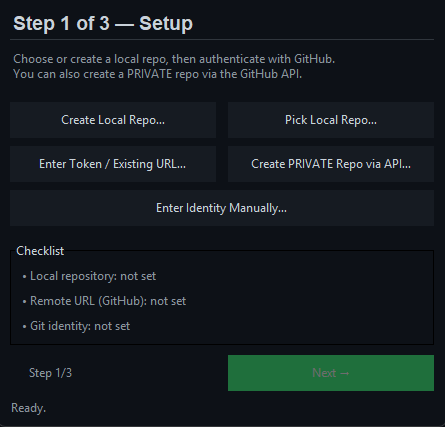 Step 1 of 3 — Setup
Choose or create a local repo, then authenticate with GitHub.
You can also create a PRIVATE repo via the GitHub API.
Create Local Repo...
Pick Local Repo...
Enter Token / Existing URL...
Create PRIVATE Repo via API...
Enter Identity Manually...
Checklist
• Local repository: not set
• Remote URL (GitHub): not set
• Git identity: not set
Step 1/3
Next →
Ready.